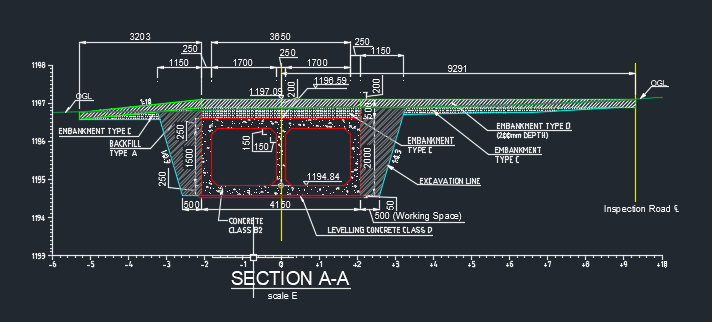 3203
3650
250
250
250
1150
1150
1700
1700
9291
1198
1197
1196
1195
1194
1193
OGL
OGL
1:10
1197.09
1196.59
200
200
EMBANKMENT TYPE C
BACKFILL
TYPE A
250
1500
250
150
150
2000
EMBANKMENT
TYPE C
EMBANKMENT TYPE D
(200mm DEPTH)
EMBANKMENT
TYPE C
1194.84
EXCAVATION LINE
500
4150
50
500 (Working Space)
CONCRETE
CLASS B2
LEVELLING CONCRETE CLASS D
Inspection Road ℄
-6 -5 -4 -3 -2 -1 0 +1 +2 +3 +4 +5 +6 +7 +8 +9 +10
SECTION A-A
scale E